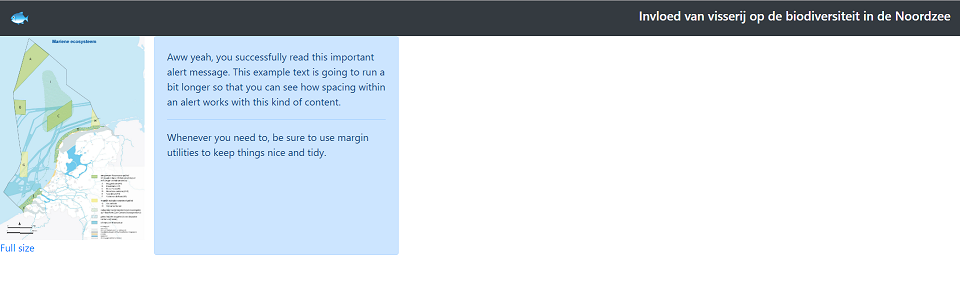 Invloed van visserij op de biodiversiteit in de Noordzee
Mariene ecosysteem
Aww yeah, you successfully read this important
alert message. This example text is going to run a
bit longer so that you can see how spacing within
an alert works with this kind of content.
Whenever you need to, be sure to use margin
utilities to keep things nice and tidy.
Full size